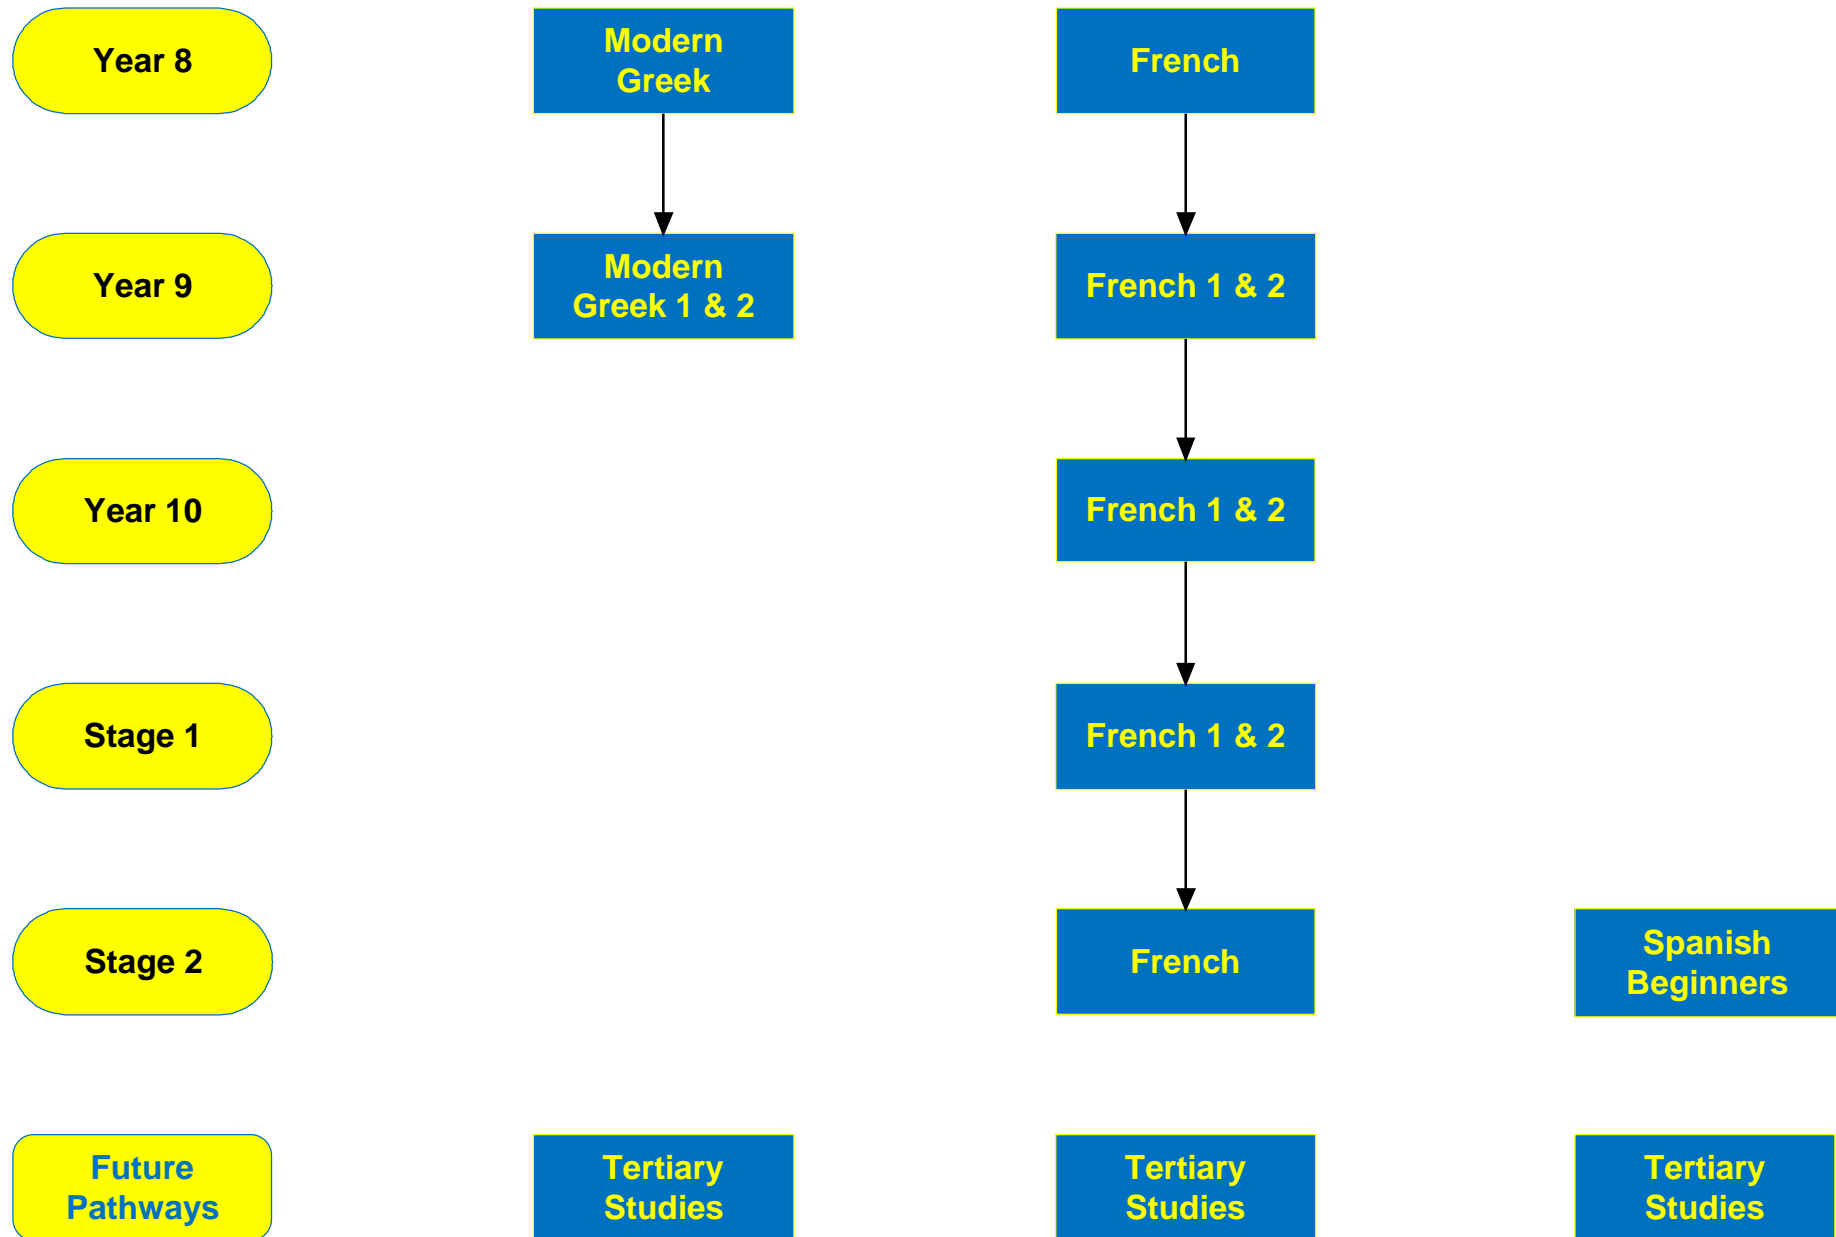 Year 8
Modern
Greek
French
Year 9
Modern
Greek 1 & 2
French 1 & 2
Year 10
French 1 & 2
Stage 1
French 1 & 2
Stage 2
French
Spanish
Beginners
Future
Pathways
Tertiary
Studies
Tertiary
Studies
Tertiary
Studies